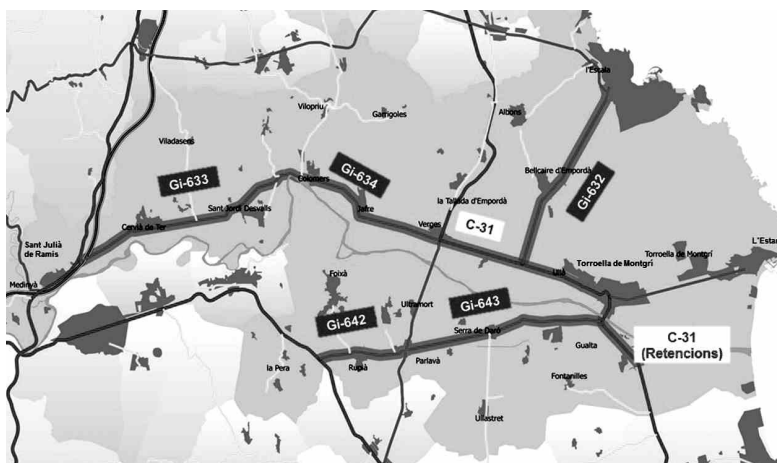 l'Escala
Vilopriu
Garrigoles
Albons
Viladasens
Bellcaire d'Empordà
Gi-633
Colomers
Gi-634
Gi-632
la Tallada d'Empordà
Sant Jordi Desvalls
Jafre
Cervià de Ter
Verges
C-31
Sant Julià
de Ramis
L'Estar
Torroella de Montgrí
Torroella de Montgrí
Ullà
Medinyà
Foixà
Ultramort
Gi-643
Gi-642
Serra de Daró
C-31
(Retencions)
Gualta
Parlavà
Rupià
la Pera
Fontanilles
Ullastret